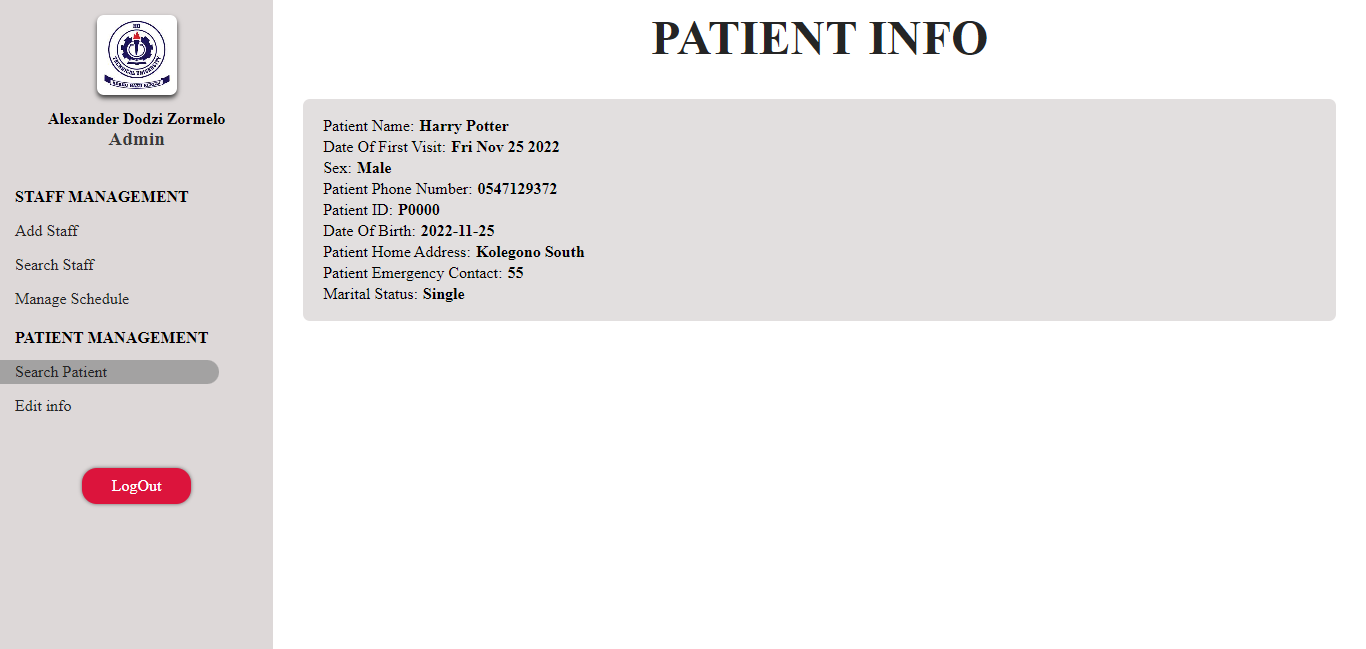 HO
TECHNICAL UNIVERSITY
Alexander Dodzi Zormelo
Admin
STAFF MANAGEMENT
Add Staff
Search Staff
Manage Schedule
PATIENT MANAGEMENT
Search Patient
Edit info
LogOut
PATIENT INFO
Patient Name: Harry Potter
Date Of First Visit: Fri Nov 25 2022
Sex: Male
Patient Phone Number: 0547129372
Patient ID: P0000
Date Of Birth: 2022-11-25
Patient Home Address: Kolegono South
Patient Emergency Contact: 55
Marital Status: Single